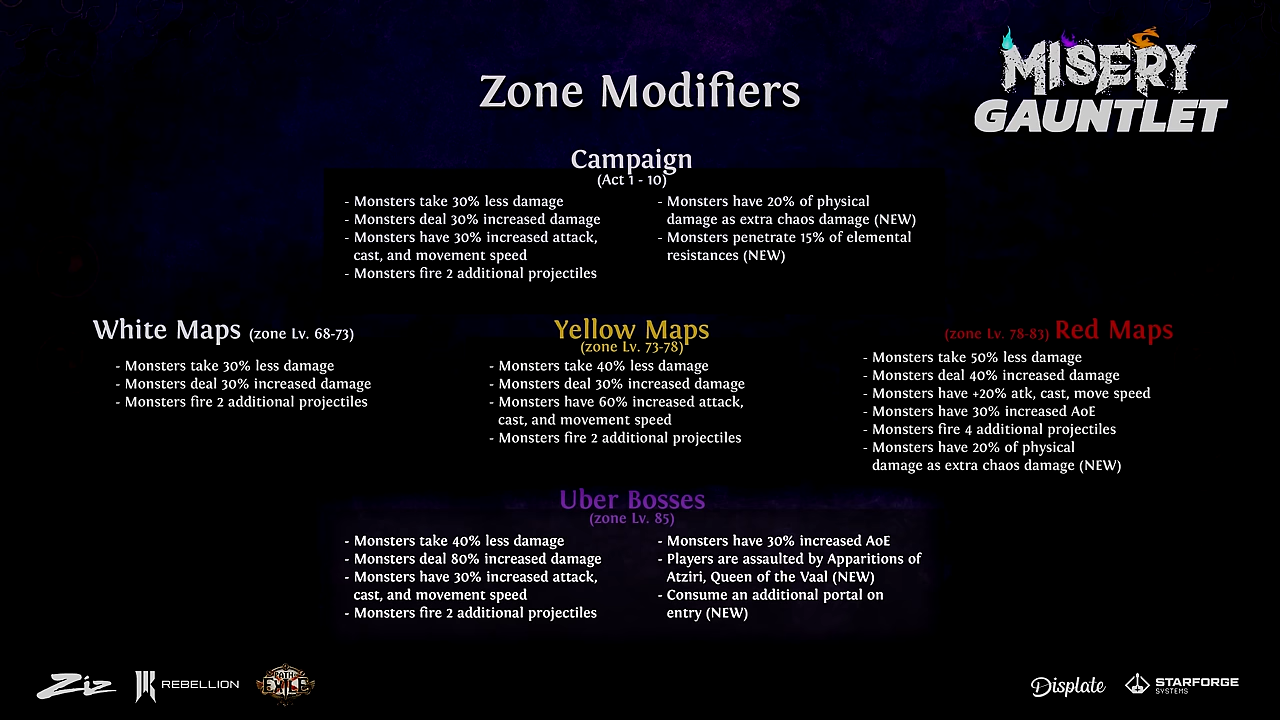 MISERY
GAUNTLET
Zone Modifiers
Campaign
(Act 1 - 10)
- Monsters take 30% less damage
- Monsters deal 30% increased damage
- Monsters have 30% increased attack,
cast, and movement speed
- Monsters fire 2 additional projectiles
- Monsters have 20% of physical
damage as extra chaos damage (NEW)
- Monsters penetrate 15% of elemental
resistances (NEW)
White Maps (zone Lv. 68-73)
- Monsters take 30% less damage
- Monsters deal 30% increased damage
- Monsters fire 2 additional projectiles
Yellow Maps
(zone Lv. 73-78)
- Monsters take 40% less damage
- Monsters deal 30% increased damage
- Monsters have 60% increased attack,
cast, and movement speed
- Monsters fire 2 additional projectiles
(zone Lv. 78-83) Red Maps
- Monsters take 50% less damage
- Monsters deal 40% increased damage
- Monsters have +20% atk, cast, move speed
- Monsters have 30% increased AoE
- Monsters fire 4 additional projectiles
- Monsters have 20% of physical
damage as extra chaos damage (NEW)
Uber Bosses
(zone Lv. 85)
- Monsters take 40% less damage
- Monsters deal 80% increased damage
- Monsters have 30% increased attack,
cast, and movement speed
- Monsters fire 2 additional projectiles
- Monsters have 30% increased AoE
- Players are assaulted by Apparitions of
Atziri, Queen of the Vaal (NEW)
- Consume an additional portal on
entry (NEW)
Ziz
REBELLION
PATH OF
EXILE
Displate
STARFORGE
SYSTEMS